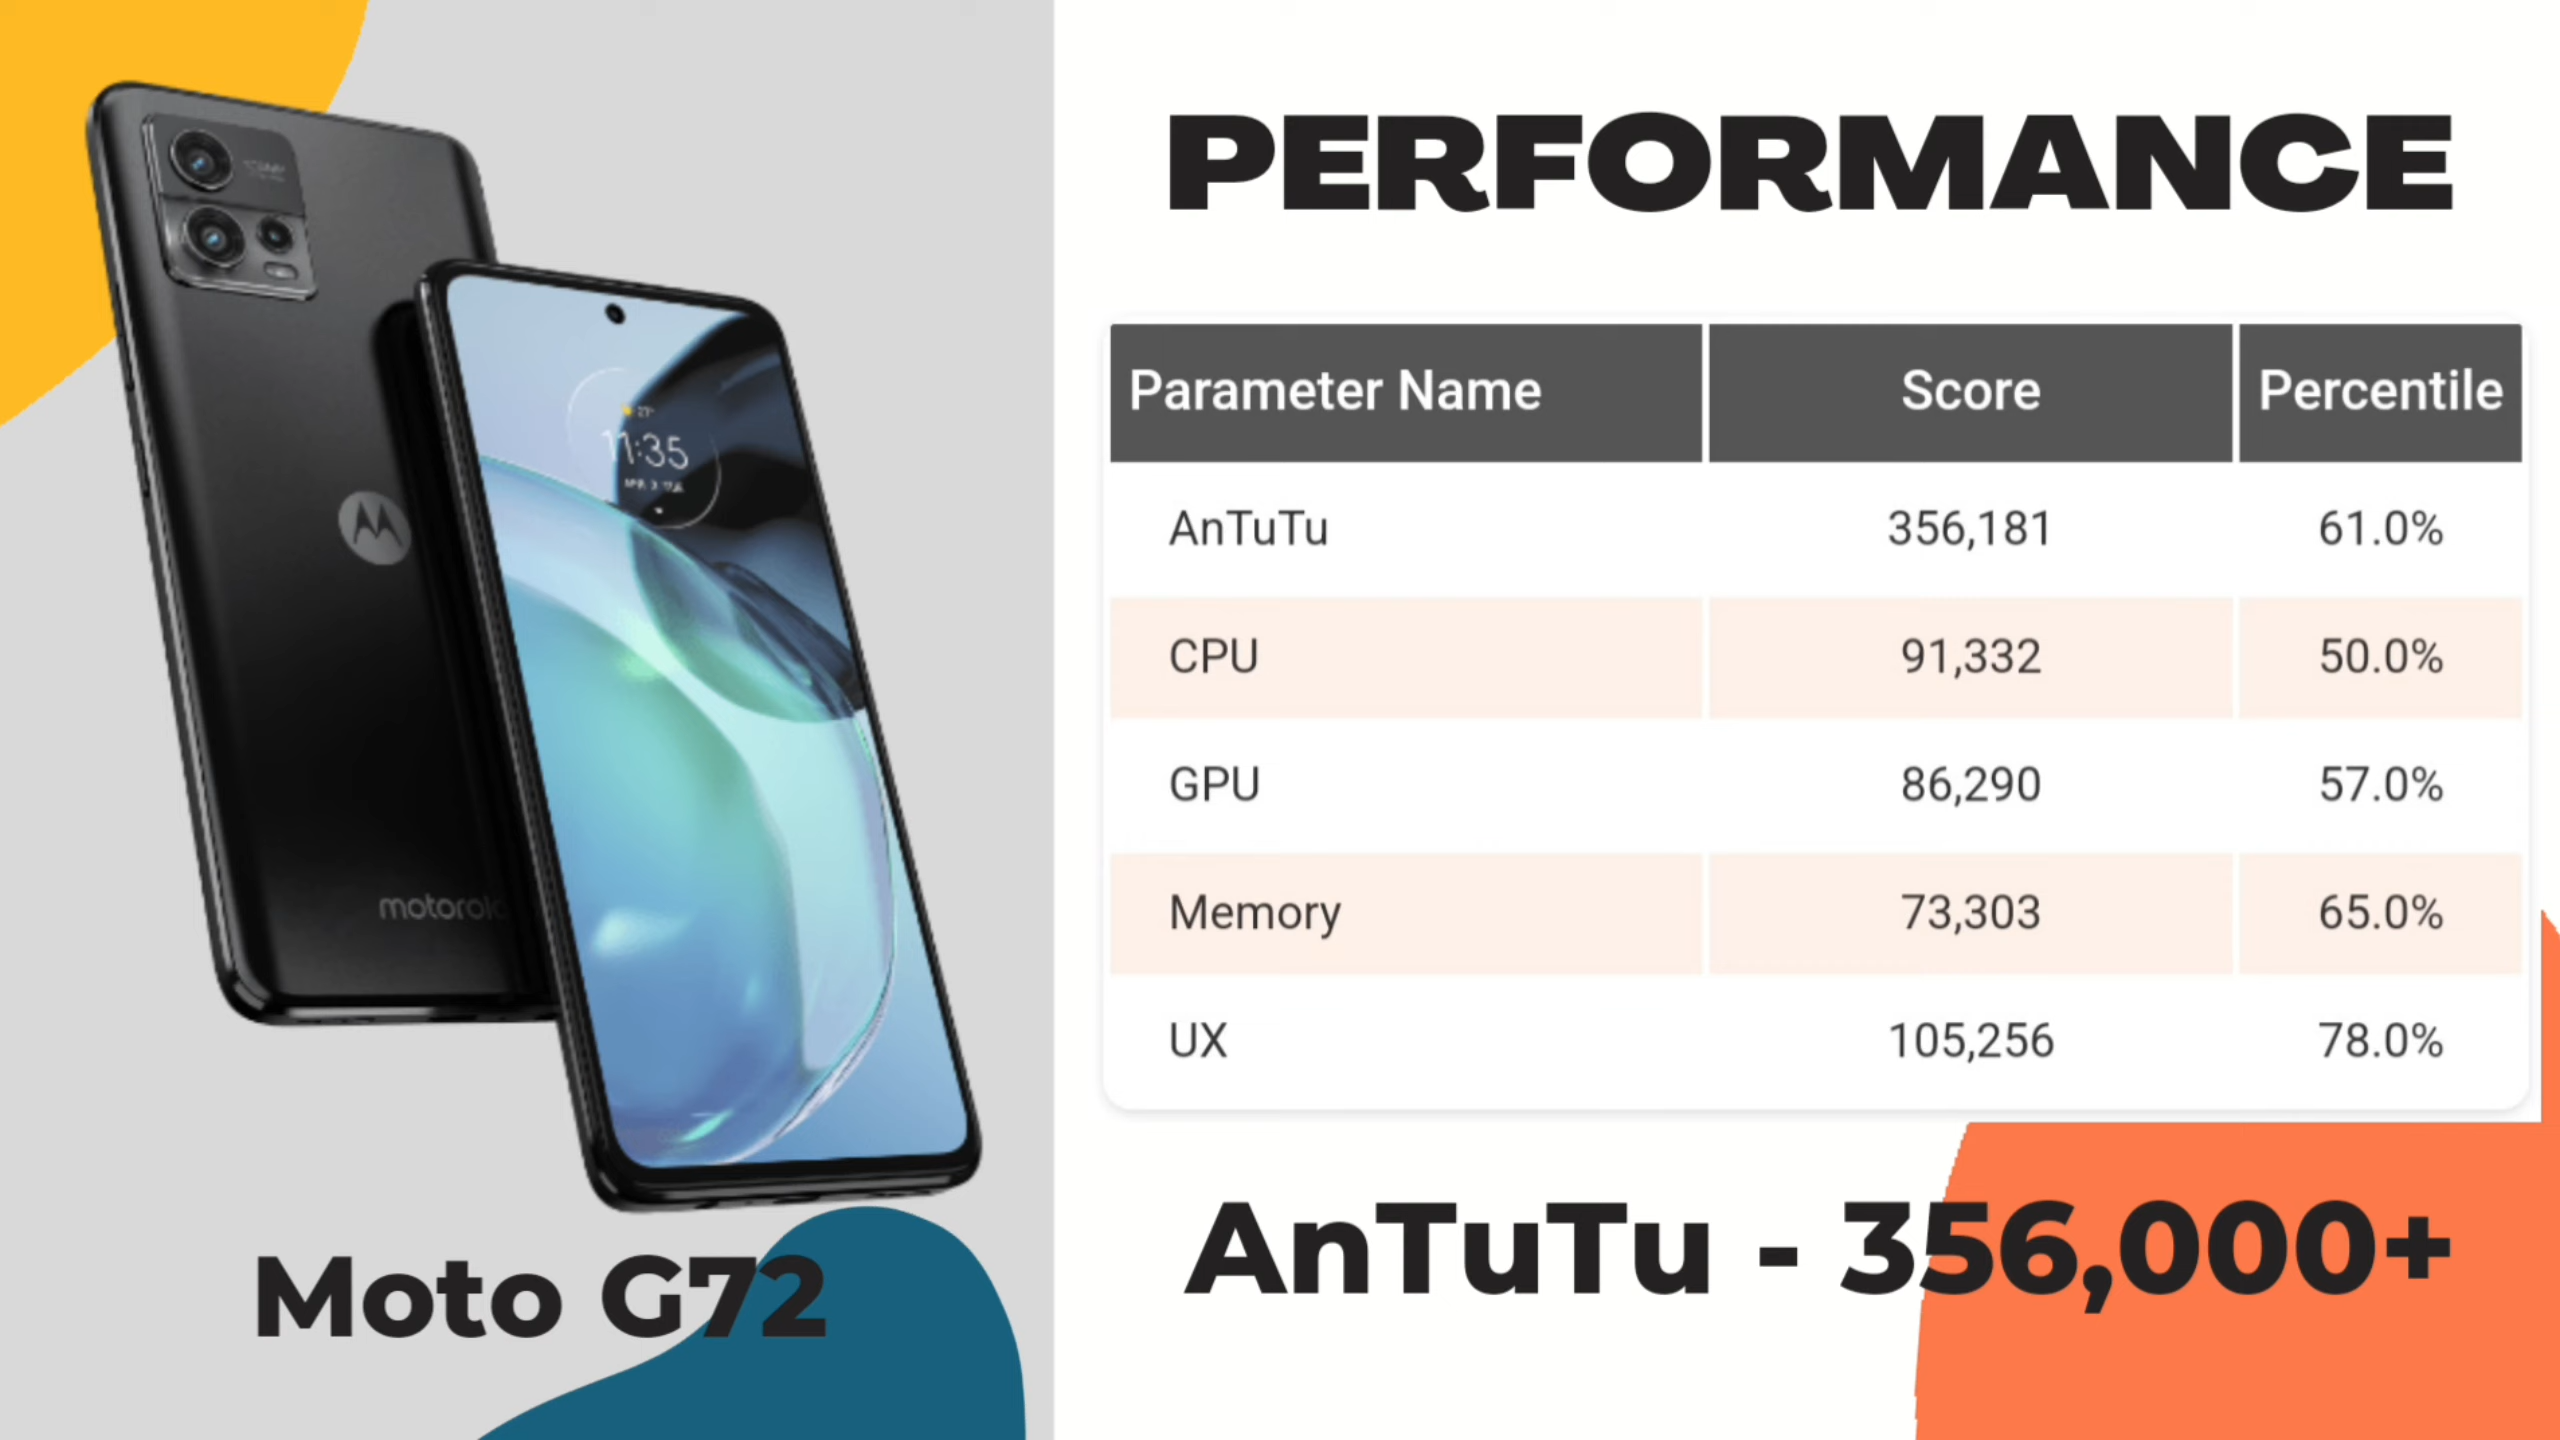 PERFORMANCE
Parameter Name Score Percentile
AnTuTu 356,181 61.0%
CPU 91,332 50.0%
GPU 86,290 57.0%
Memory 73,303 65.0%
UX 105,256 78.0%
AnTuTu - 356,000+
11:35
motorola
Moto G72